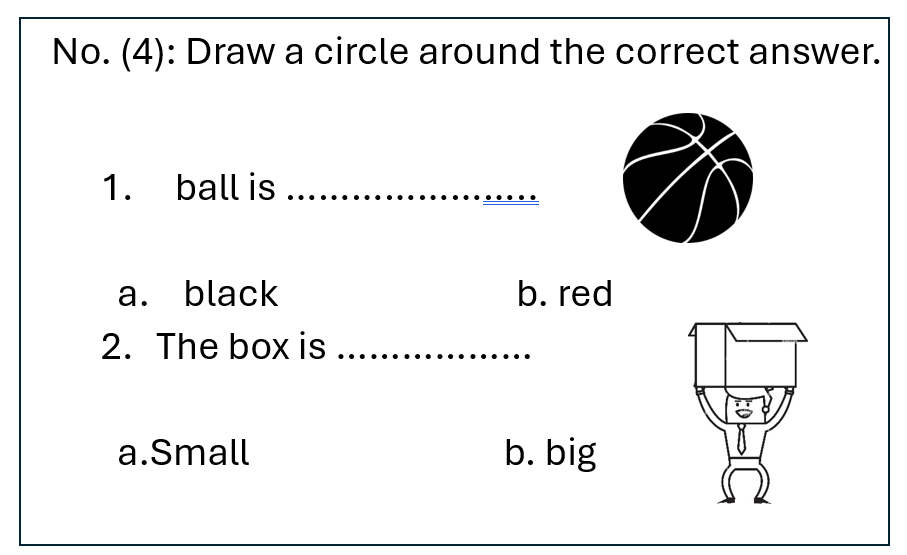 No. (4): Draw a circle around the correct answer.
1. ball is ……………………..
a. black b. red
2. The box is ………………
a.Small b. big